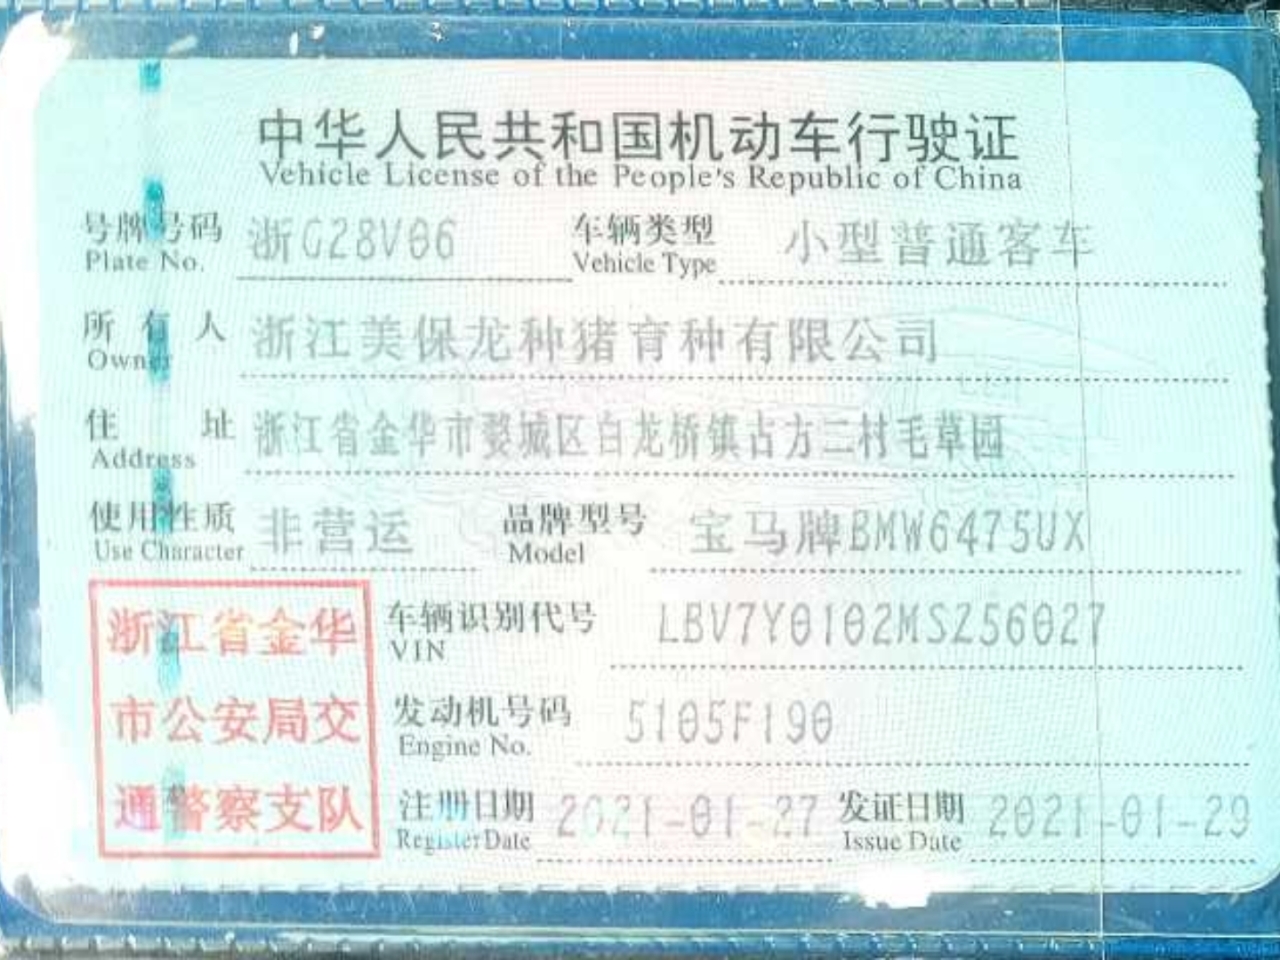 中华人民共和国机动车行驶证
Vehicle License of the People's Republic of China
号牌号码 浙G28V06 车辆类型 小型普通客车
Plate No. Vehicle Type
所有人 浙江美保龙种猪育种有限公司
Owner
住址 浙江省金华市婺城区白龙桥镇古方二村毛草园
Address
使用性质 非营运 品牌型号 宝马牌BMW6475UX
Use Character Model
浙江省金华
市公安局交
通警察支队
车辆识别代号 LBV7Y0102MSZ56027
VIN
发动机号码 5105F190
Engine No.
注册日期 2021-01-27 发证日期 2021-01-29
Register Date Issue Date